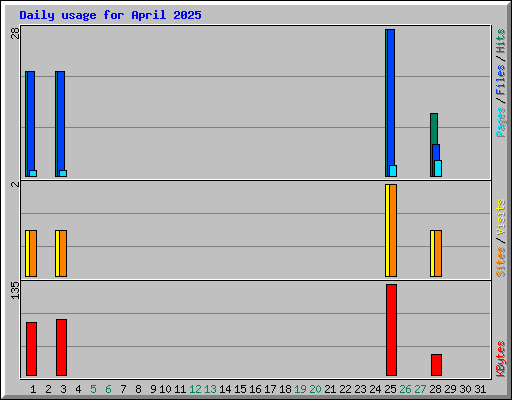 Daily usage for April 2025
28
2
135
Pages / Files / Hits
Sites / Visits
KBytes
1 2 3 4 5 6 7 8 9 10 11 12 13 14 15 16 17 18 19 20 21 22 23 24 25 26 27 28 29 30 31